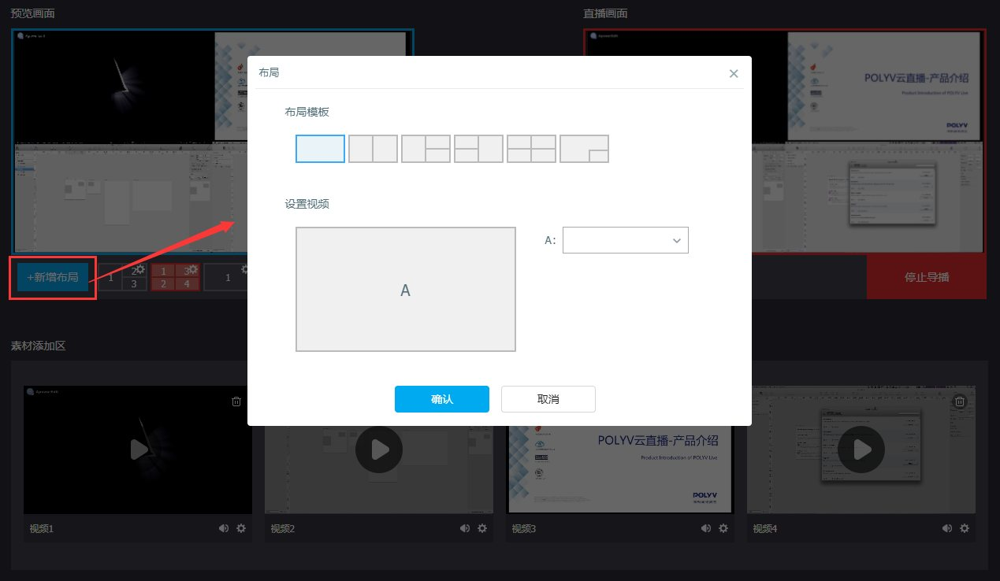 预览画面
直播画面
POLYV云直播-产品介绍
Product Introduction of POLYV Live
POLYV
布局
布局模板
设置视频
A
A:
确认
取消
+新增布局
1
2
3
1
3
2
4
1
停止导播
素材添加区
POLYV云直播-产品介绍
Product Introduction of POLYV Live
POLYV
视频1
视频2
视频3
视频4